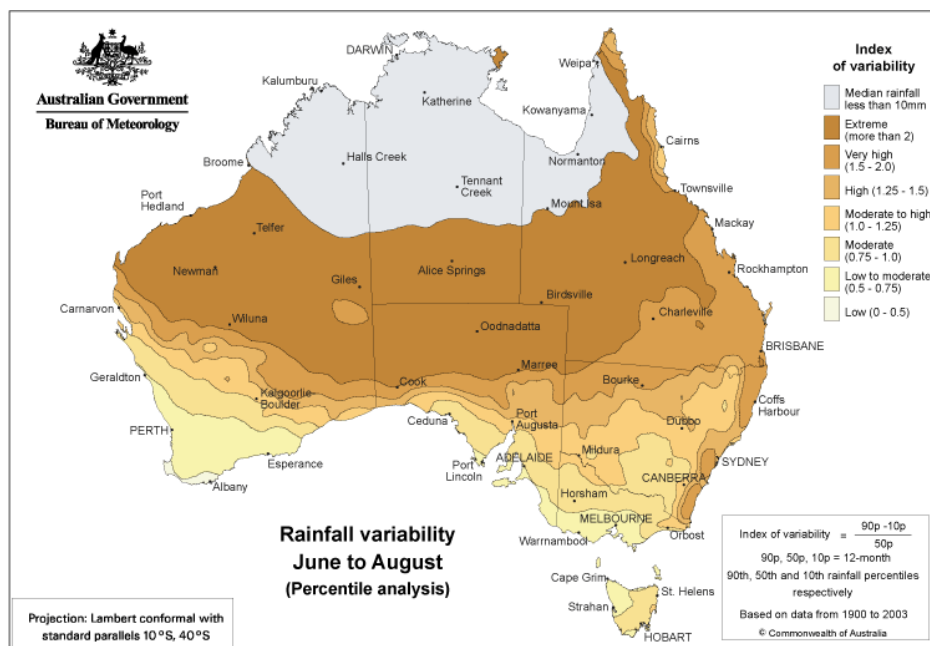 Australian Government
Bureau of Meteorology
DARWIN
Kalumburu
Katherine
Weipa
Kowanyama
Cairns
Broome
Halls Creek
Normanton
Tennant
Creek
Townsville
Port
Hedland
Mount Isa
Telfer
Mackay
Newman
Giles
Alice Springs
Longreach
Rockhampton
Carnarvon
Birdsville
Charleville
Wiluna
Oodnadatta
BRISBANE
Geraldton
Marree
Cook
Bourke
Kalgoorlie-
Boulder
Coffs
Harbour
Ceduna
Port
Augusta
Dubbo
PERTH
ADELAIDE
Mildura
SYDNEY
Esperance
Port
Lincoln
CANBERRA
Albany
Horsham
MELBOURNE
Warrnambool
Orbost
Cape Grim
St. Helens
Strahan
HOBART
Index
of variability
Median rainfall
less than 10mm
Extreme
(more than 2)
Very high
(1.5 - 2.0)
High (1.25 - 1.5)
Moderate to high
(1.0 - 1.25)
Moderate
(0.75 - 1.0)
Low to moderate
(0.5 - 0.75)
Low (0 - 0.5)
Rainfall variability
June to August
(Percentile analysis)
Projection: Lambert conformal with
standard parallels 10°S, 40°S
Index of variability = 90p -10p
50p
90p, 50p, 10p = 12-month
90th, 50th and 10th rainfall percentiles
respectively
Based on data from 1900 to 2003
© Commonwealth of Australia